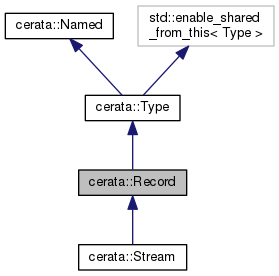 cerata::Named
std::enable_shared
_from_this< Type >
cerata::Type
cerata::Record
cerata::Stream